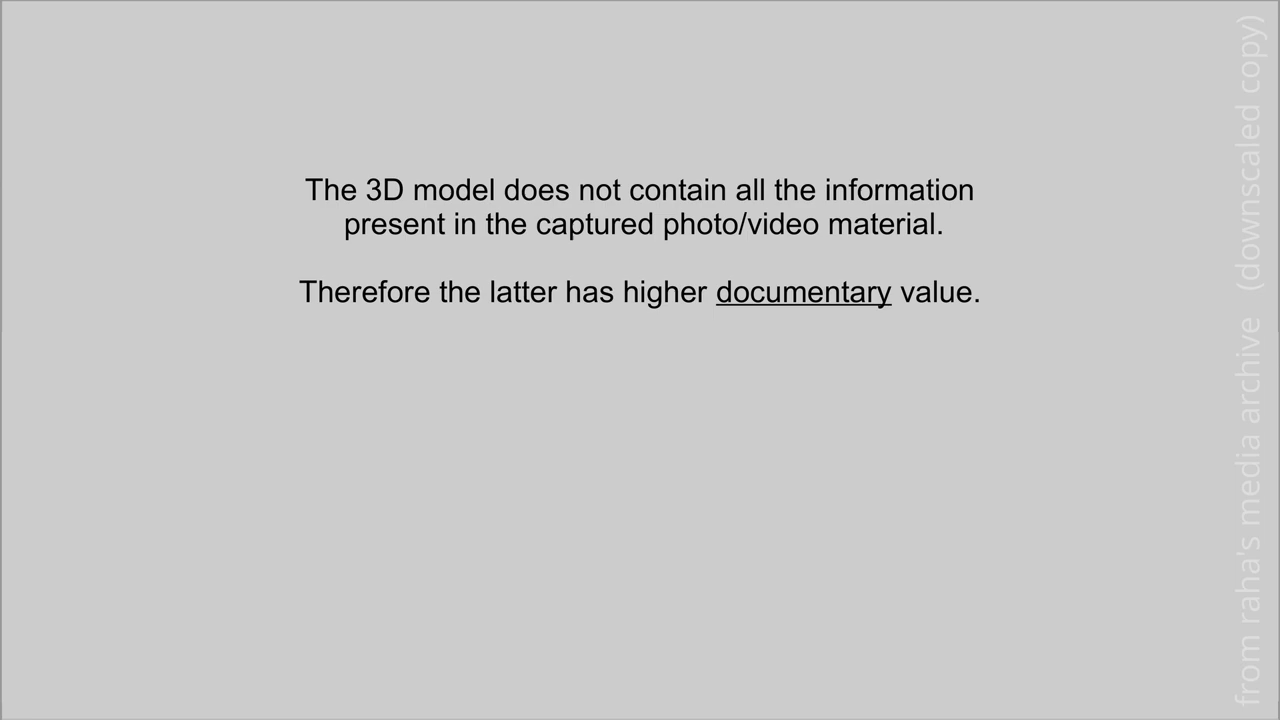 The 3D model does not contain all the information
present in the captured photo/video material.
Therefore the latter has higher documentary value.
from raha's media archive (downscaled copy)